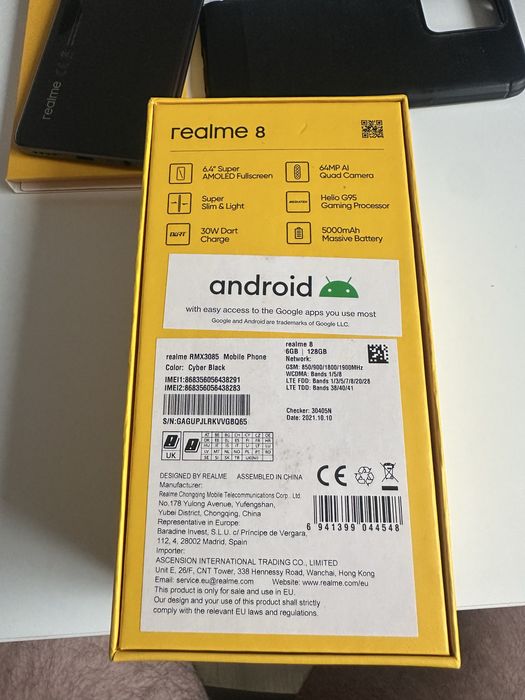 realme
realme 8
6.4" Super
AMOLED Fullscreen
64MP AI
Quad Camera
Super
Slim & Light
MEDIATEK
Helio G95
Gaming Processor
DART
30W Dart
Charge
5000mAh
Massive Battery
android
with easy access to the Google apps you use most
Google and Android are trademarks of Google LLC.
realme RMX3085 Mobile Phone
Color: Cyber Black
IMEI1:868356056438291
IMEI2:868356056438283
S/N:GAGUPJLRKVVGBQ65
realme 8
6GB | 128GB
Network:
GSM: 850/900/1800/1900MHz
WCDMA: Bands 1/5/8
LTE FDD: Bands 1/3/5/7/8/20/28
LTE TDD: Bands 38/40/41
Checker: 30405N
Date: 2021.10.10
UK
DESIGNED BY REALME ASSEMBLED IN CHINA
Manufacturer:
Realme Chongqing Mobile Telecommunications Corp. Ltd.
No.178 Yulong Avenue, Yufengshan,
Yubei District, Chongqing, China
Representative in Europe:
Baradine Invest, S.L.U. c/ Príncipe de Vergara,
112, 4, 28002 Madrid, Spain
Importer:
ASCENSION INTERNATIONAL TRADING CO., LIMITED
Unit E, 26/F, CNT Tower, 338 Hennessy Road, Wanchai, Hong Kong
Email: service.eu@realme.com Website: www.realme.com/eu
This product is only for sale and use in EU.
Our design and your use of this product shall strictly
comply with the relevant EU laws and regulations.
CE
6 941399 044548